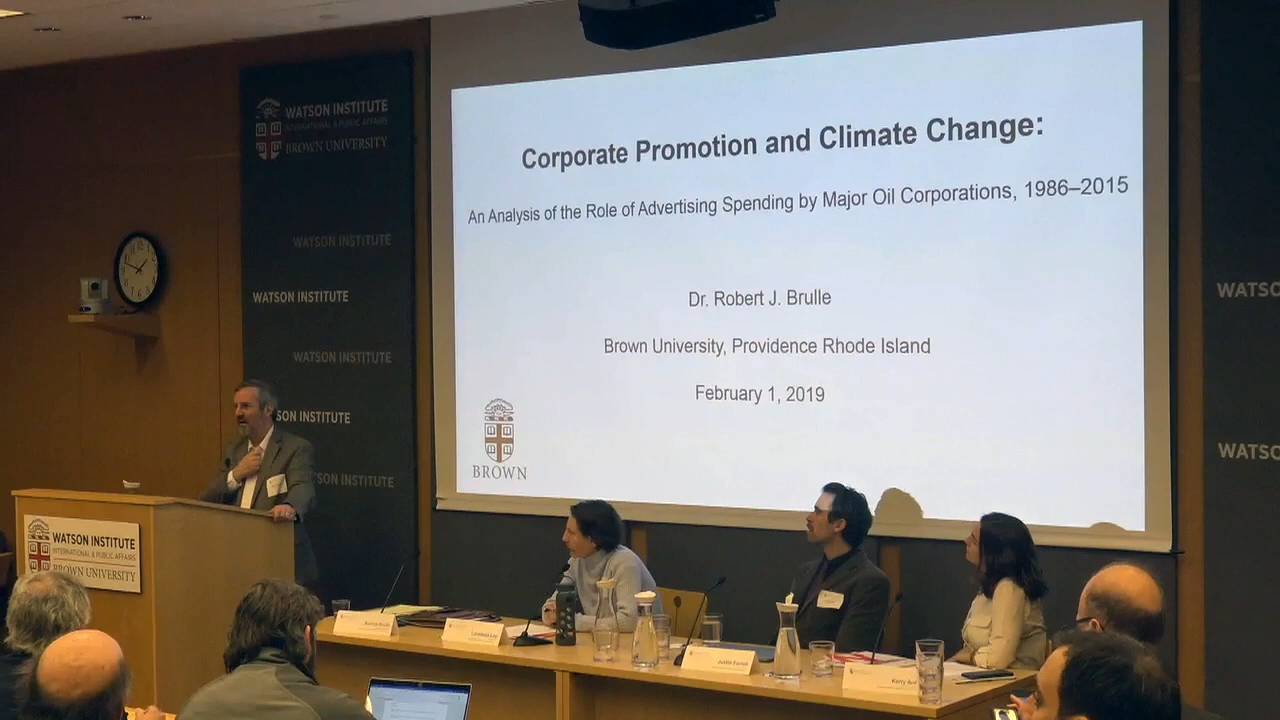 WATSON INSTITUTE
INTERNATIONAL & PUBLIC AFFAIRS
BROWN UNIVERSITY
WATSON INSTITUTE
WATSON INSTITUTE
WATSON INSTITUTE
SON INSTITUTE
SON INSTITUTE
Corporate Promotion and Climate Change:
An Analysis of the Role of Advertising Spending by Major Oil Corporations, 1986–2015
Dr. Robert J. Brulle
Brown University, Providence Rhode Island
February 1, 2019
BROWN
WATSO
WATSO
WATSON INSTITUTE
INTERNATIONAL & PUBLIC AFFAIRS
BROWN UNIVERSITY
Justin Farrell
Kerry